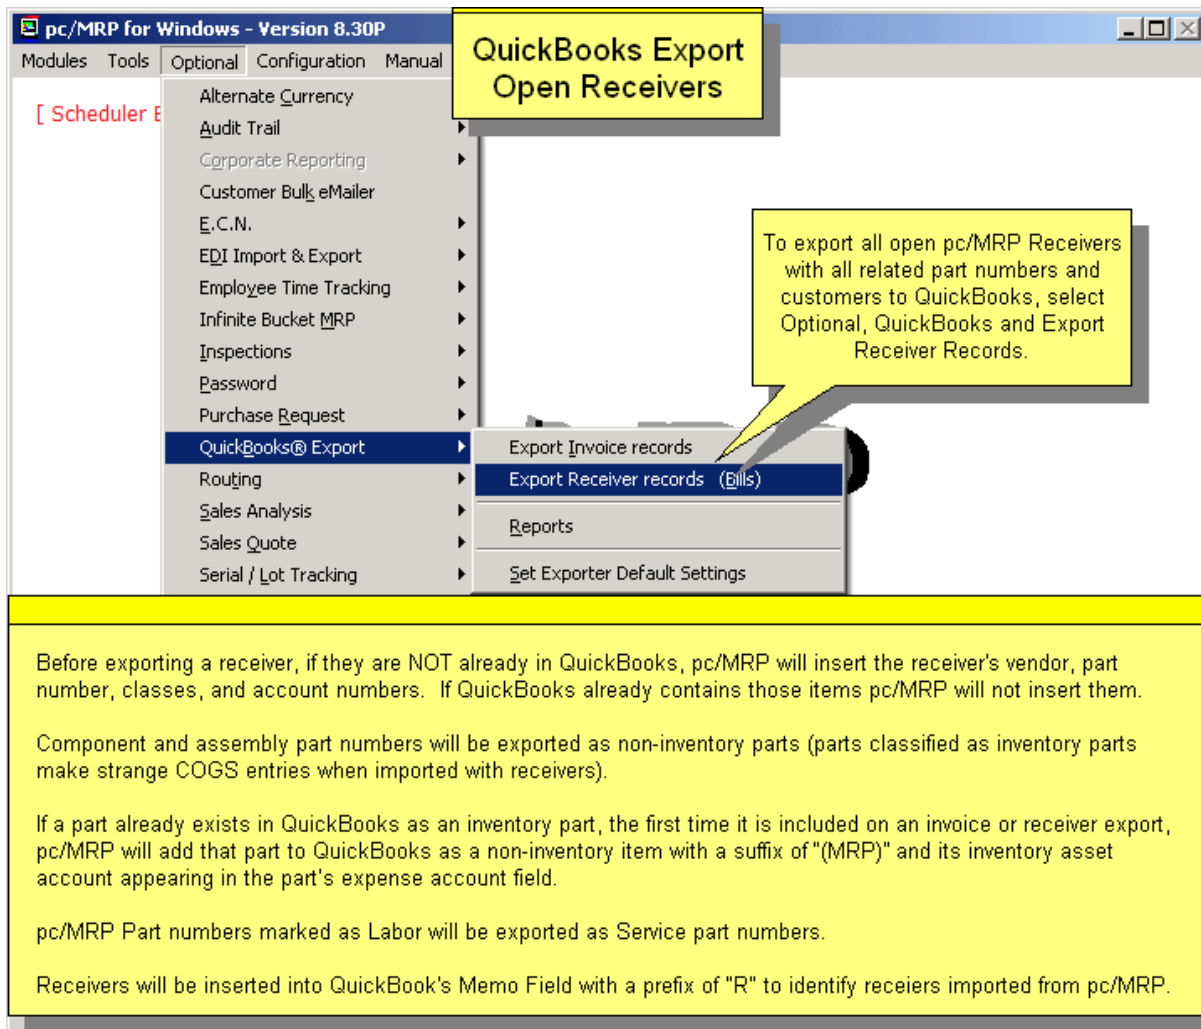 pc/MRP for Windows - Version 8.30P
QuickBooks Export
Open Receivers
Modules Tools Optional Configuration Manual
[ Scheduler
Alternate Currency
Audit Trail
Corporate Reporting
Customer Bulk eMailer
E.C.N.
EDI Import & Export
Employee Time Tracking
Infinite Bucket MRP
Inspections
Password
Purchase Request
QuickBooks® Export
Routing
Sales Analysis
Sales Quote
Serial / Lot Tracking
To export all open pc/MRP Receivers
with all related part numbers and
customers to QuickBooks, select
Optional, QuickBooks and Export
Receiver Records.
Export Invoice records
Export Receiver records (Bills)
Reports
Set Exporter Default Settings
Before exporting a receiver, if they are NOT already in QuickBooks, pc/MRP will insert the receiver's vendor, part
number, classes, and account numbers. If QuickBooks already contains those items pc/MRP will not insert them.
Component and assembly part numbers will be exported as non-inventory parts (parts classified as inventory parts
make strange COGS entries when imported with receivers).
If a part already exists in QuickBooks as an inventory part, the first time it is included on an invoice or receiver export,
pc/MRP will add that part to QuickBooks as a non-inventory item with a suffix of "(MRP)" and its inventory asset
account appearing in the part's expense account field.
pc/MRP Part numbers marked as Labor will be exported as Service part numbers.
Receivers will be inserted into QuickBook's Memo Field with a prefix of "R" to identify receiers imported from pc/MRP.